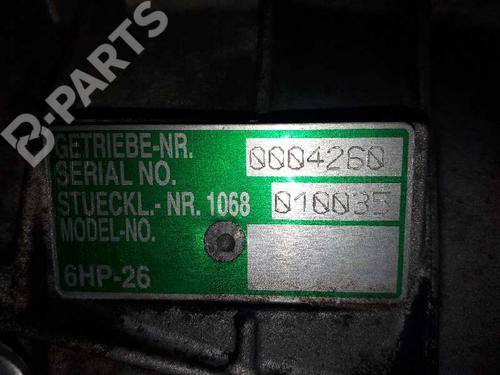 B-PARTS
GETRIEBE-NR. 0004260
SERIAL NO.
STUECKL.- NR. 1068 010035
MODEL-NO.
6HP-26